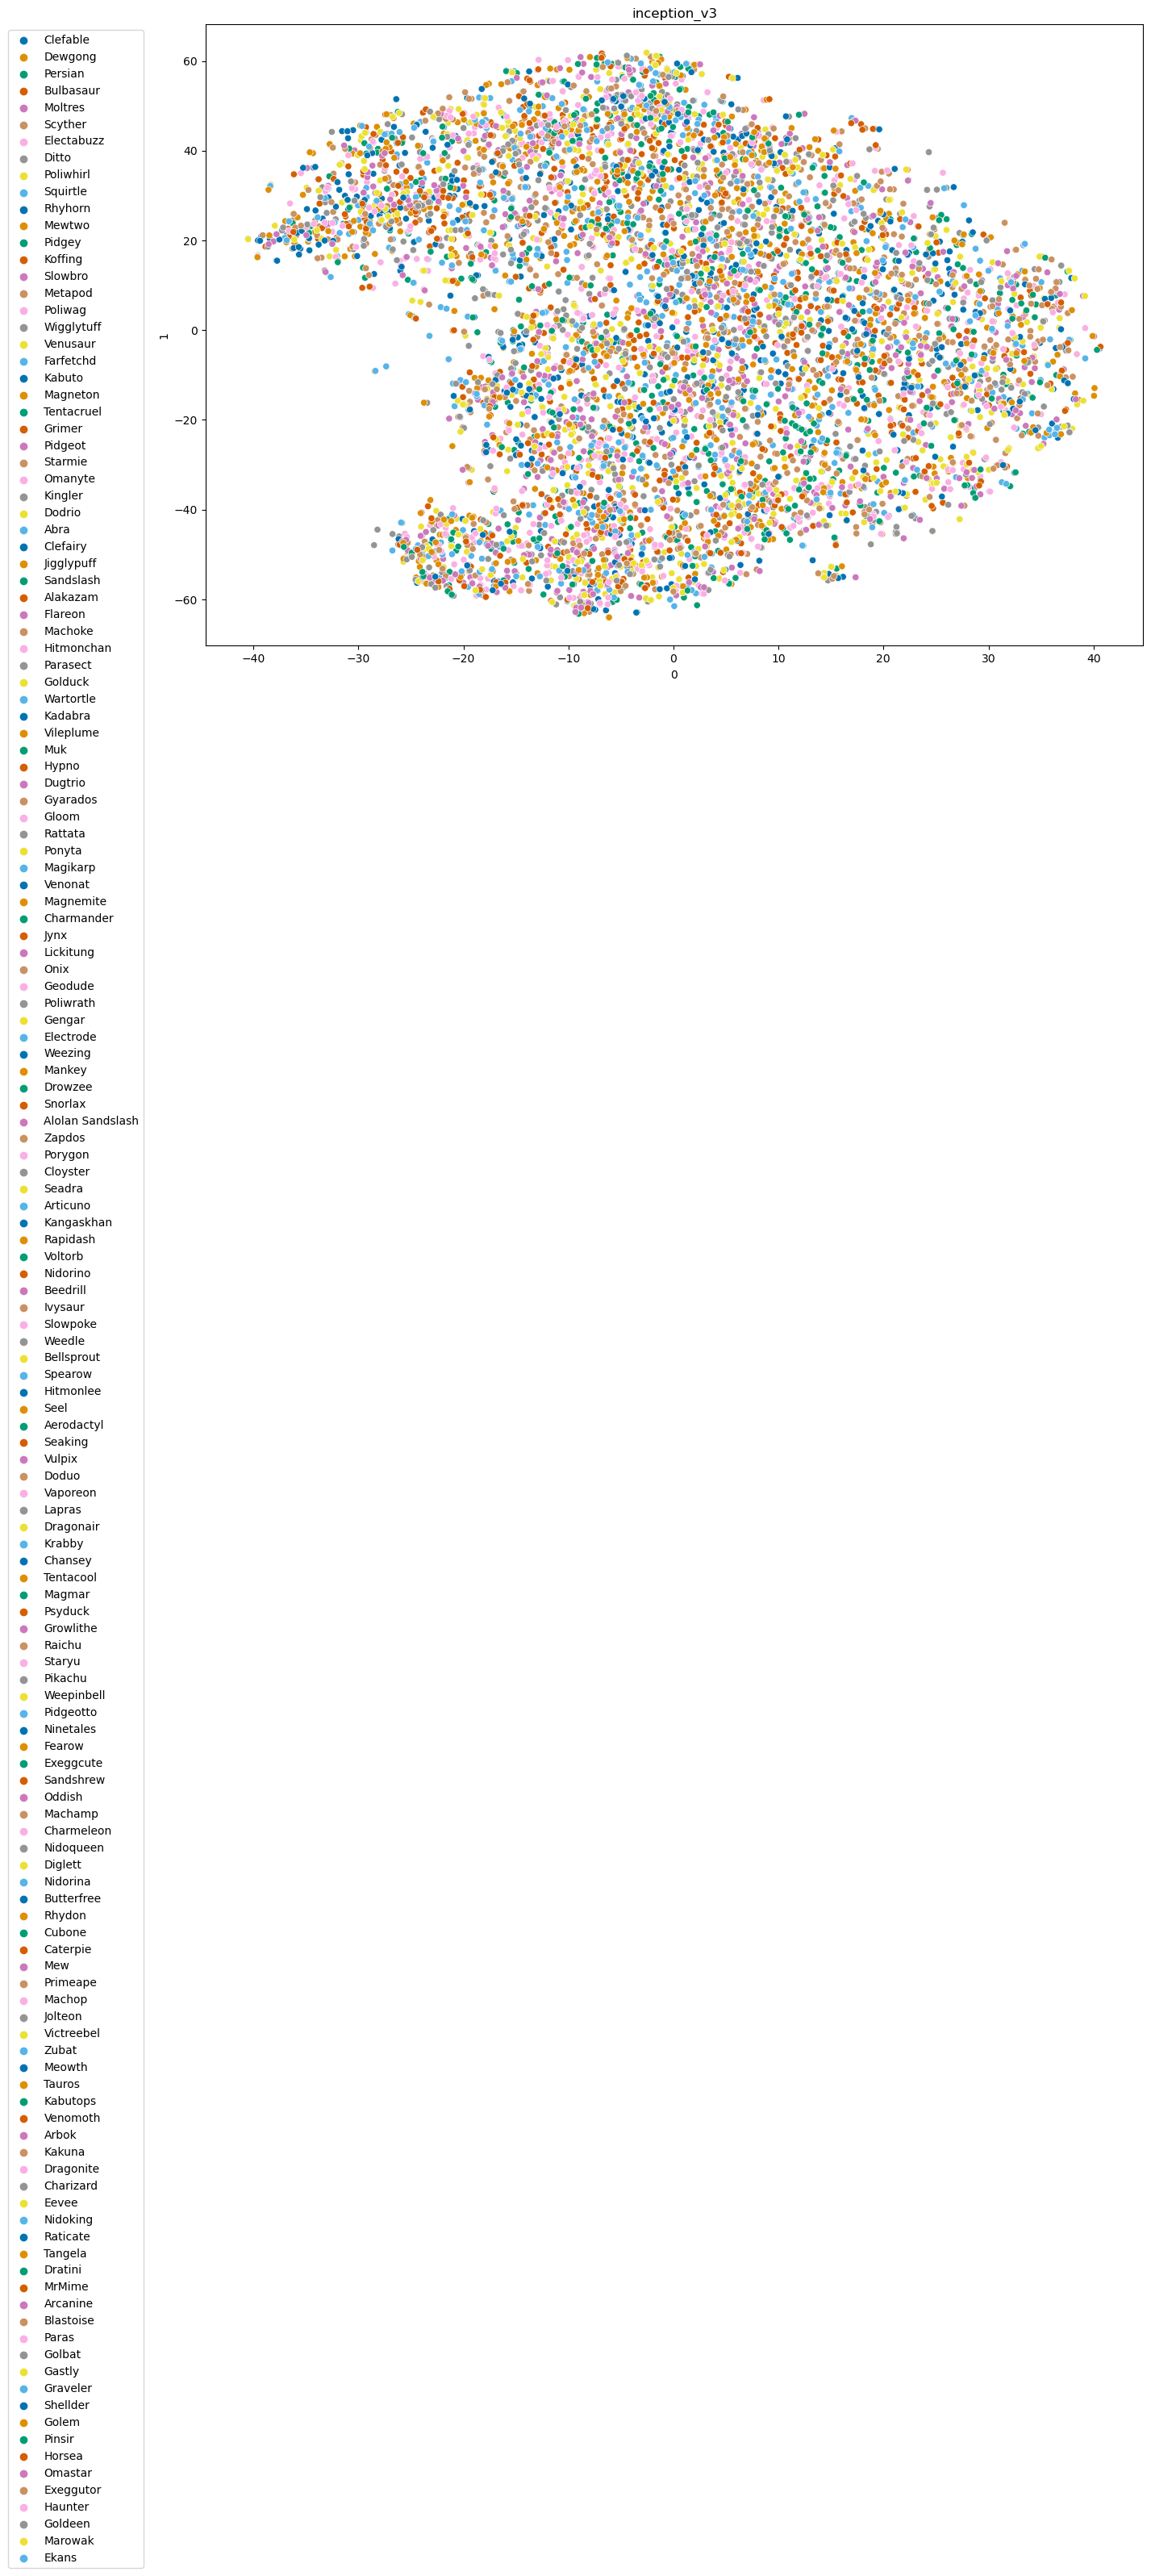 inception_v3
Clefable
Dewgong
Persian
Bulbasaur
Moltres
Scyther
Electabuzz
Ditto
Poliwhirl
Squirtle
Rhyhorn
Mewtwo
Pidgey
Koffing
Slowbro
Metapod
Poliwag
Wigglytuff
Venusaur
Farfetchd
Kabuto
Magneton
Tentacruel
Grimer
Pidgeot
Starmie
Omanyte
Kingler
Dodrio
Abra
Clefairy
Jigglypuff
Sandslash
Alakazam
Flareon
Machoke
Hitmonchan
Parasect
Golduck
Wartortle
Kadabra
Vileplume
Muk
Hypno
Dugtrio
Gyarados
Gloom
Rattata
Ponyta
Magikarp
Venonat
Magnemite
Charmander
Jynx
Lickitung
Onix
Geodude
Poliwrath
Gengar
Electrode
Weezing
Mankey
Drowzee
Snorlax
Alolan Sandslash
Zapdos
Porygon
Cloyster
Seadra
Articuno
Kangaskhan
Rapidash
Voltorb
Nidorino
Beedrill
Ivysaur
Slowpoke
Weedle
Bellsprout
Spearow
Hitmonlee
Seel
Aerodactyl
Seaking
Vulpix
Doduo
Vaporeon
Lapras
Dragonair
Krabby
Chansey
Tentacool
Magmar
Psyduck
Growlithe
Raichu
Staryu
Pikachu
Weepinbell
Pidgeotto
Ninetales
Fearow
Exeggcute
Sandshrew
Oddish
Machamp
Charmeleon
Nidoqueen
Diglett
Nidorina
Butterfree
Rhydon
Cubone
Caterpie
Mew
Primeape
Machop
Jolteon
Victreebel
Zubat
Meowth
Tauros
Kabutops
Venomoth
Arbok
Kakuna
Dragonite
Charizard
Eevee
Nidoking
Raticate
Tangela
Dratini
MrMime
Arcanine
Blastoise
Paras
Golbat
Gastly
Graveler
Shellder
Golem
Pinsir
Horsea
Omastar
Exeggutor
Haunter
Goldeen
Marowak
Ekans
60
40
20
0
−20
−40
−60
1
−40 −30 −20 −10 0 10 20 30 40
0